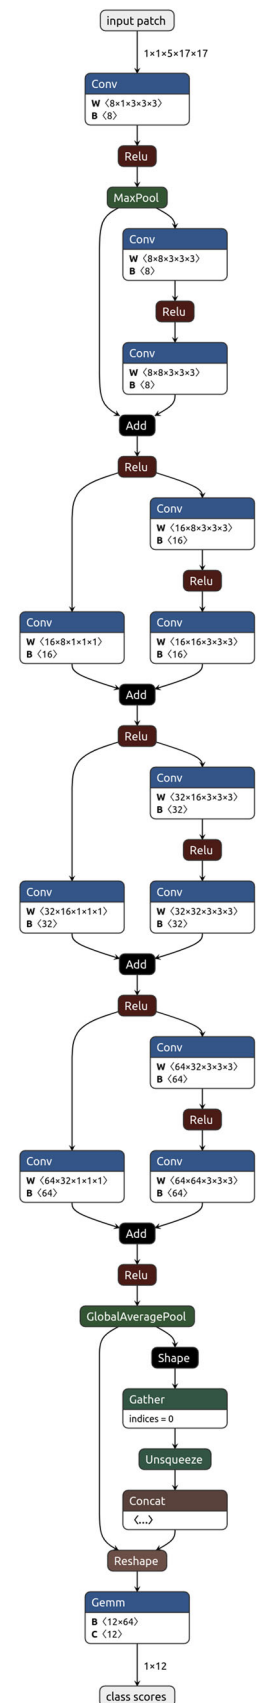 input patch
1×1×5×17×17
Conv
W 〈8×1×3×3×3〉
B 〈8〉
Relu
MaxPool
Conv
W 〈8×8×3×3×3〉
B 〈8〉
Relu
Conv
W 〈8×8×3×3×3〉
B 〈8〉
Add
Relu
Conv
W 〈16×8×3×3×3〉
B 〈16〉
Relu
Conv
W 〈16×8×1×1×1〉
B 〈16〉
Conv
W 〈16×16×3×3×3〉
B 〈16〉
Add
Relu
Conv
W 〈32×16×3×3×3〉
B 〈32〉
Relu
Conv
W 〈32×16×1×1×1〉
B 〈32〉
Conv
W 〈32×32×3×3×3〉
B 〈32〉
Add
Relu
Conv
W 〈64×32×3×3×3〉
B 〈64〉
Relu
Conv
W 〈64×32×1×1×1〉
B 〈64〉
Conv
W 〈64×64×3×3×3〉
B 〈64〉
Add
Relu
GlobalAveragePool
Shape
Gather
indices = 0
Unsqueeze
Concat
〈...〉
Reshape
Gemm
B 〈12×64〉
C 〈12〉
1×12
class scores